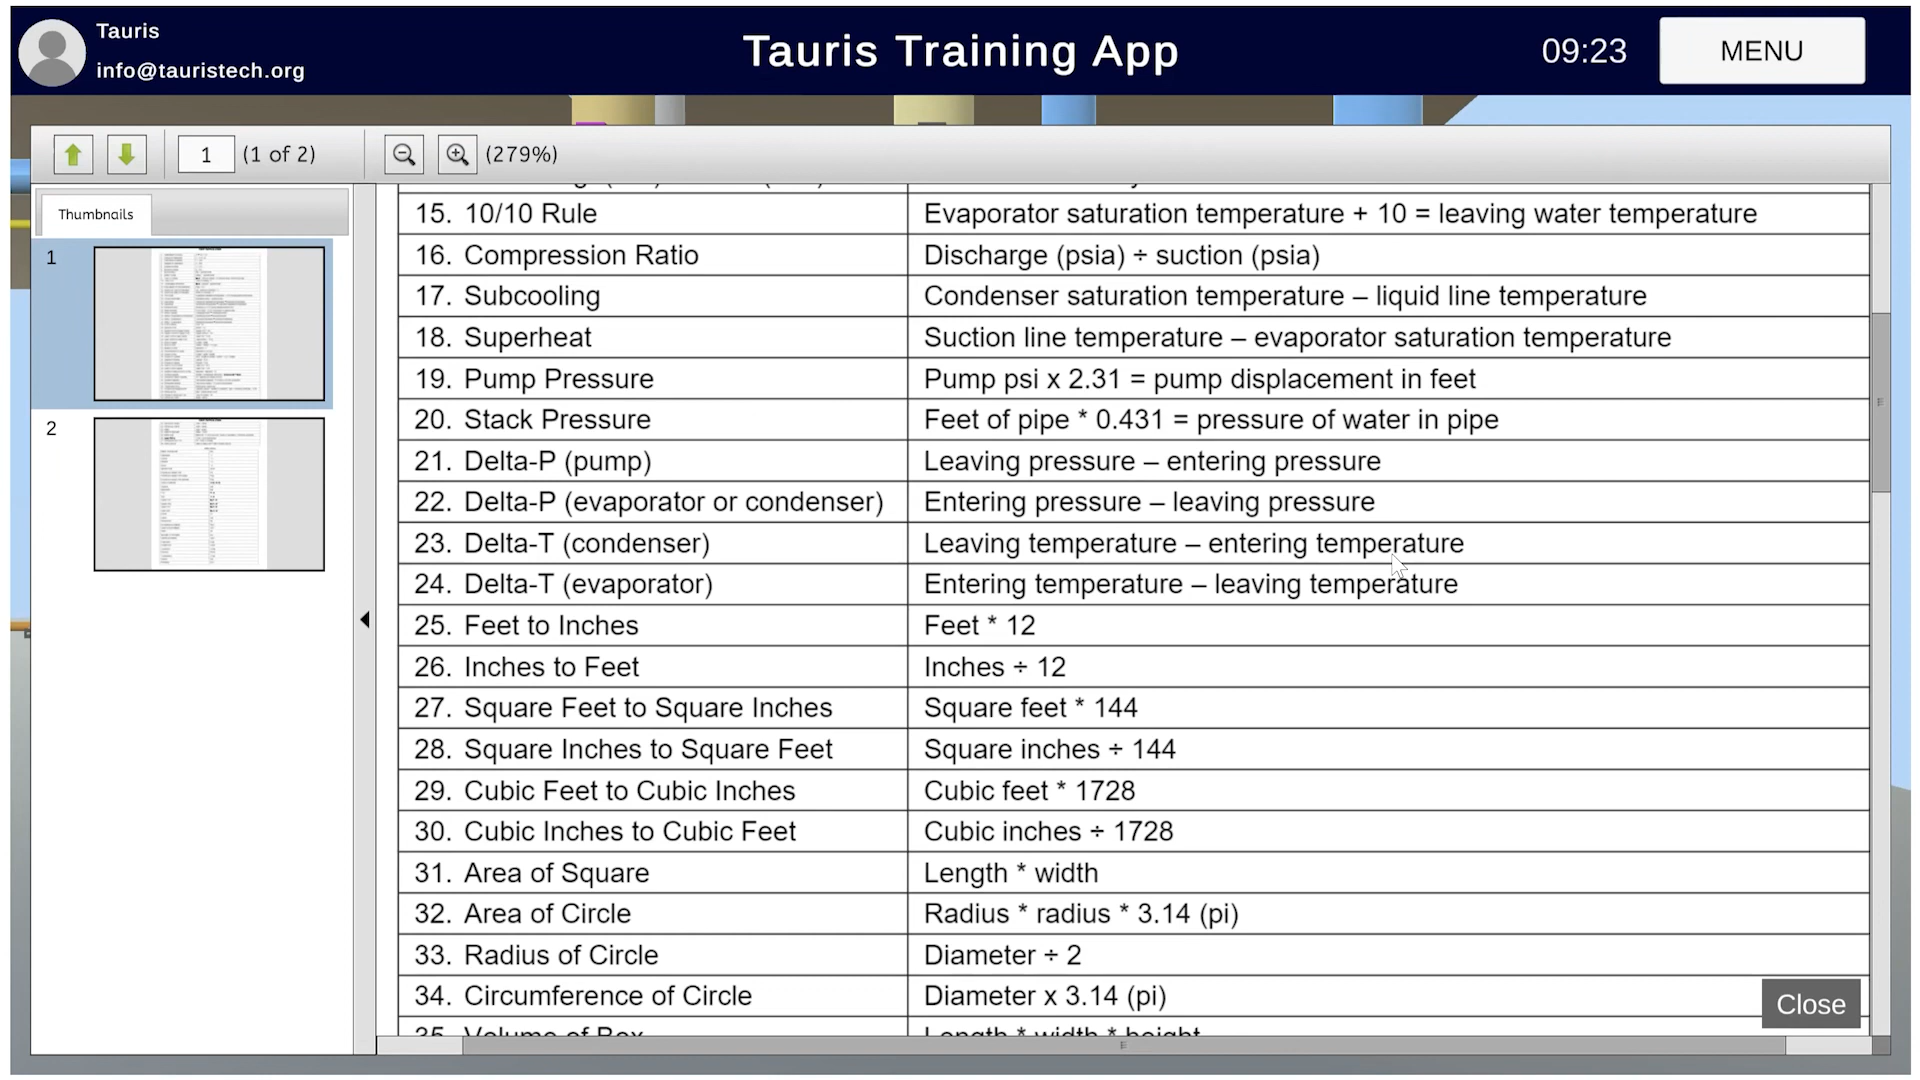 Tauris
info@tauristech.org
Tauris Training App
09:23
MENU
1 (1 of 2)
(279%)
Thumbnails
1
2
15. 10/10 Rule Evaporator saturation temperature + 10 = leaving water temperature
16. Compression Ratio Discharge (psia) ÷ suction (psia)
17. Subcooling Condenser saturation temperature – liquid line temperature
18. Superheat Suction line temperature – evaporator saturation temperature
19. Pump Pressure Pump psi x 2.31 = pump displacement in feet
20. Stack Pressure Feet of pipe * 0.431 = pressure of water in pipe
21. Delta-P (pump) Leaving pressure – entering pressure
22. Delta-P (evaporator or condenser) Entering pressure – leaving pressure
23. Delta-T (condenser) Leaving temperature – entering temperature
24. Delta-T (evaporator) Entering temperature – leaving temperature
25. Feet to Inches Feet * 12
26. Inches to Feet Inches ÷ 12
27. Square Feet to Square Inches Square feet * 144
28. Square Inches to Square Feet Square inches ÷ 144
29. Cubic Feet to Cubic Inches Cubic feet * 1728
30. Cubic Inches to Cubic Feet Cubic inches ÷ 1728
31. Area of Square Length * width
32. Area of Circle Radius * radius * 3.14 (pi)
33. Radius of Circle Diameter ÷ 2
34. Circumference of Circle Diameter x 3.14 (pi)
35. Volume of Box Length * width * height
Close